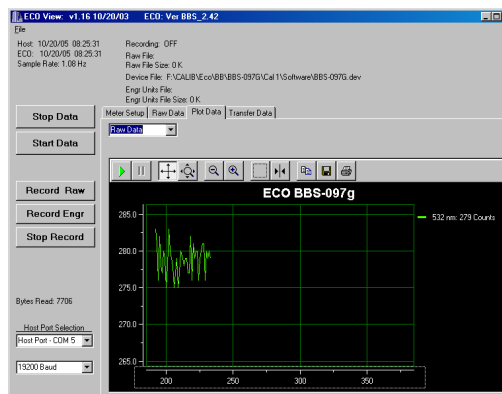 ECO View: v1.16 10/20/03 ECO: Ver BBS_2.42
File
Host: 10/20/05 08:25:31
ECO: 10/20/05 08:25:31
Sample Rate: 1.08 Hz
Recording: OFF
Raw File:
Raw File Size: 0 K
Device File: F:\CALIB\Eco\BB\BBS-097G\Cal 1\Software\BBS-097G.dev
Engr Units File:
Engr Units File Size: 0 K
Stop Data
Start Data
Record Raw
Record Engr
Stop Record
Bytes Read: 7706
Host Port Selection
Host Port - COM 5
19200 Baud
Meter Setup Raw Data Plot Data Transfer Data
Raw Data
ECO BBS-097g
532 nm: 279 Counts
285.0
280.0
275.0
270.0
265.0
200 250 300 350